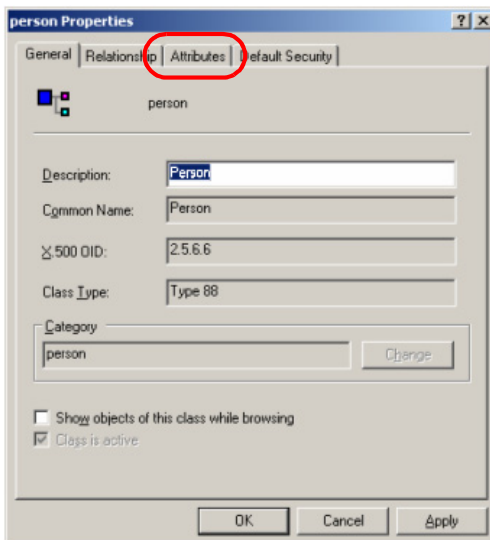 person Properties
General Relationship Attributes Default Security
person
Description: Person
Common Name: Person
X.500 OID: 2.5.6.6
Class Type: Type 88
Category
person Change
Show objects of this class while browsing
Class is active
OK Cancel Apply